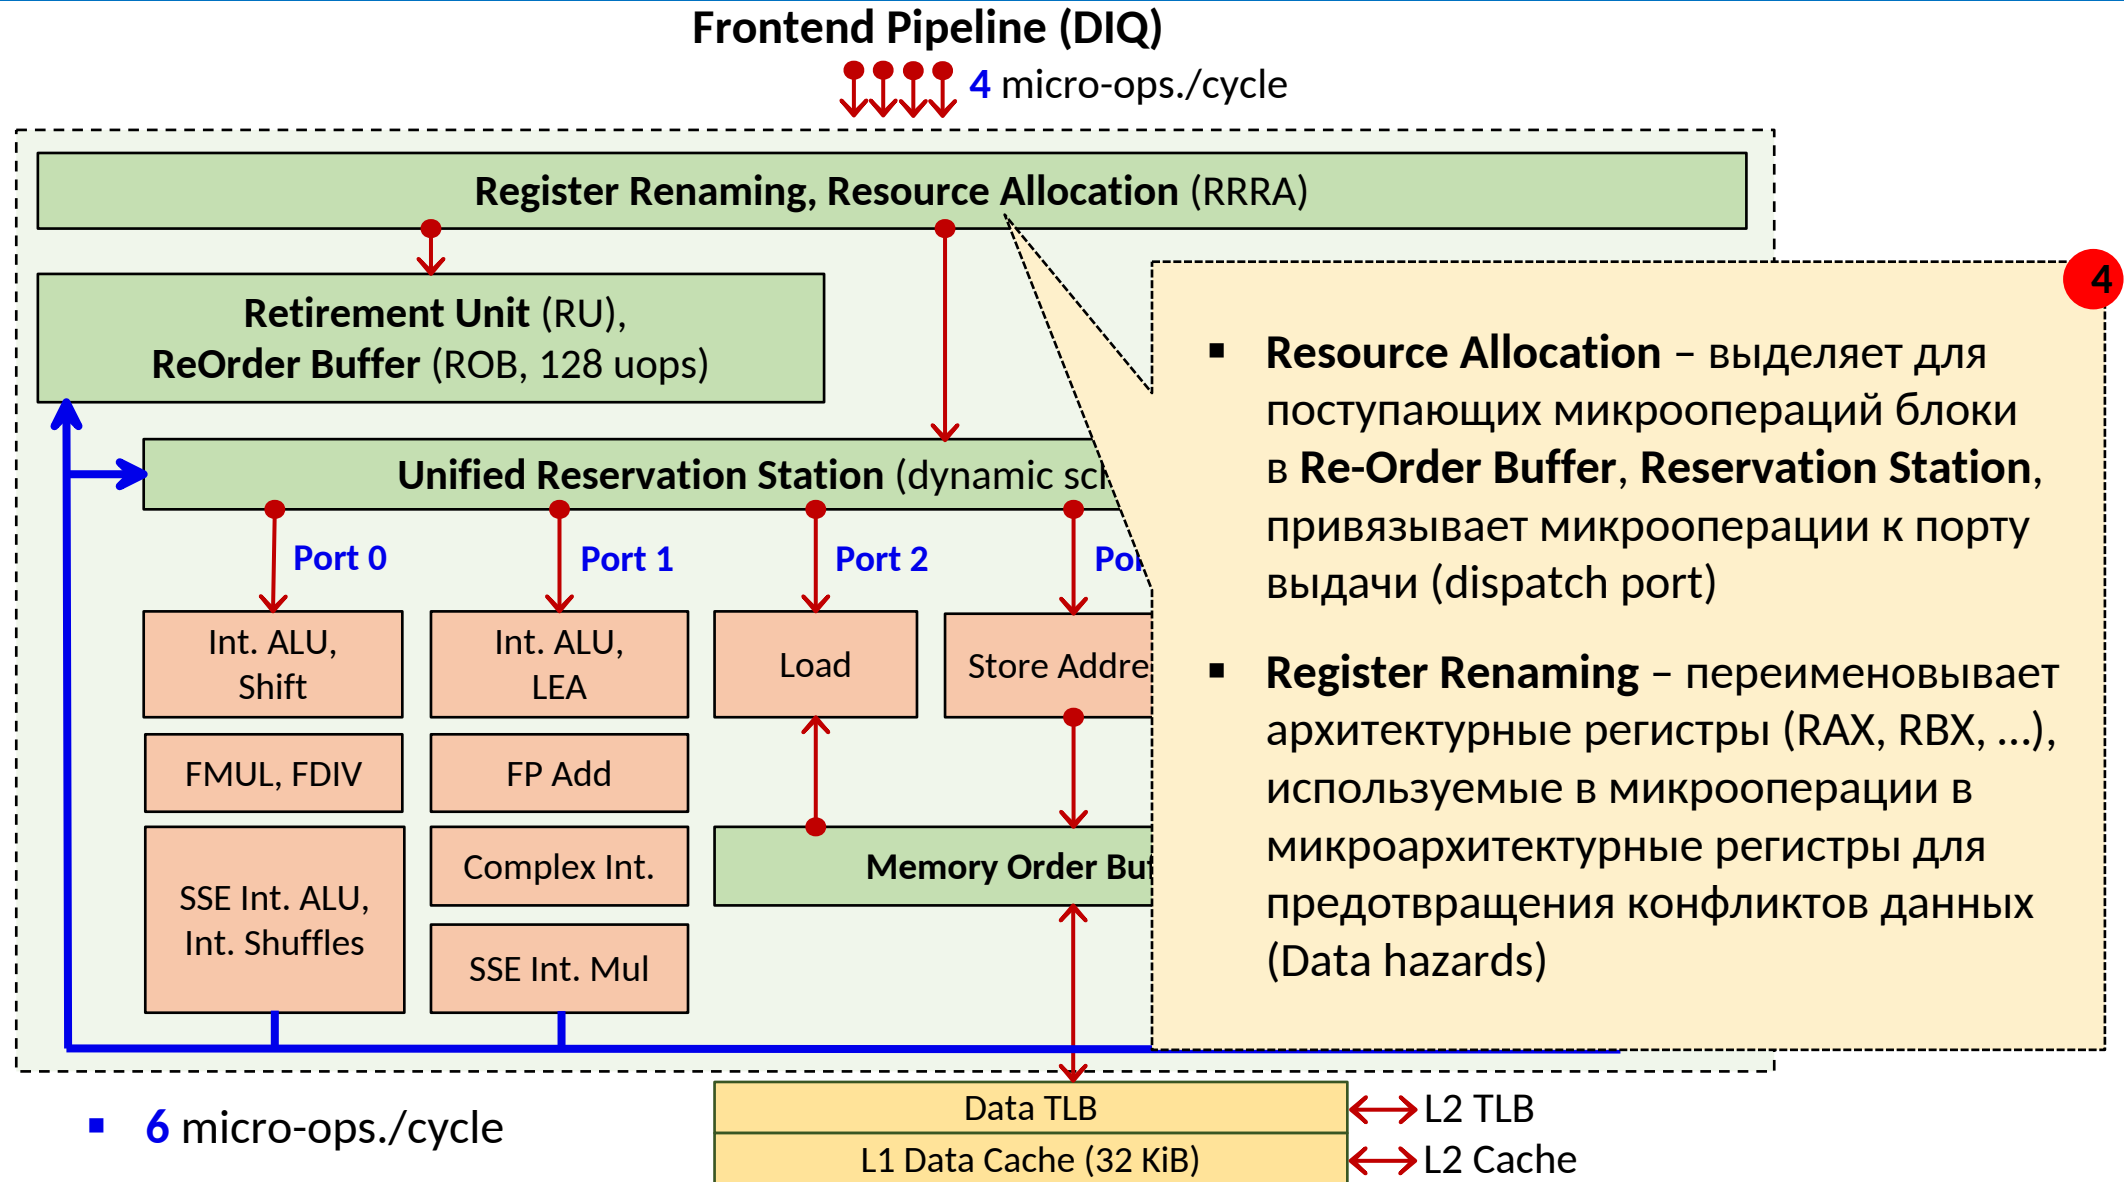 Frontend Pipeline (DIQ)
4 micro-ops./cycle
Register Renaming, Resource Allocation (RRRA)
Retirement Unit (RU),
ReOrder Buffer (ROB, 128 uops)
Unified Reservation Station (dynamic
Port 0
Port 1
Port 2
Int. ALU,
Shift
Int. ALU,
LEA
Load
Store
FMUL, FDIV
FP Add
SSE Int. ALU,
Int. Shuffles
Complex Int.
SSE Int. Mul
Memory Order
4
▪ Resource Allocation – выделяет для
поступающих микроопераций блоки
в Re-Order Buffer, Reservation Station,
привязывает микрооперации к порту
выдачи (dispatch port)
▪ Register Renaming – переименовывает
архитектурные регистры (RAX, RBX, ...),
используемые в микрооперации в
микроархитектурные регистры для
предотвращения конфликтов данных
(Data hazards)
▪ 6 micro-ops./cycle
Data TLB
L2 TLB
L1 Data Cache (32 KiB)
L2 Cache